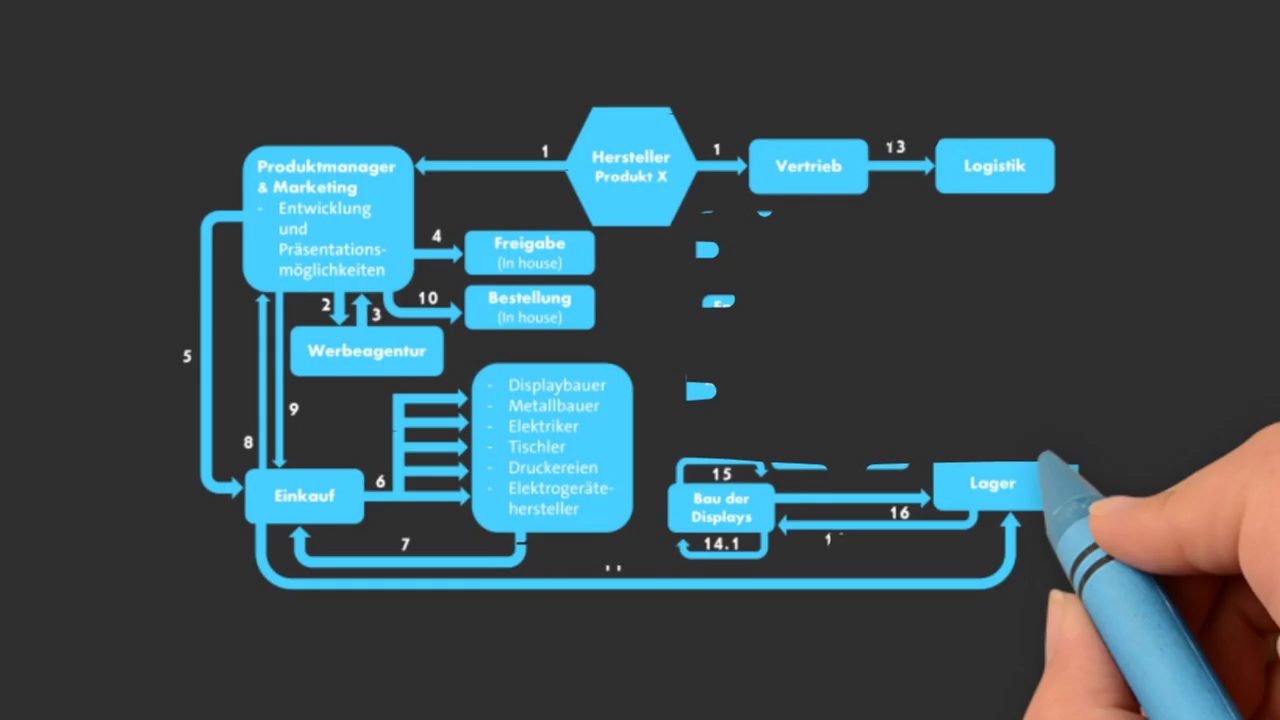 Hersteller
Produkt X
1
1
Vertrieb
13
Logistik
Produktmanager
& Marketing
- Entwicklung
und
Präsentations-
möglichkeiten
4
Freigabe
(In house)
10
Bestellung
(In house)
2
3
Werbeagentur
5
9
8
- Displaybauer
- Metallbauer
- Elektriker
- Tischler
- Druckereien
- Elektrogeräte-
hersteller
Einkauf
6
7
15
Bau der
Displays
14.1
16
Lager